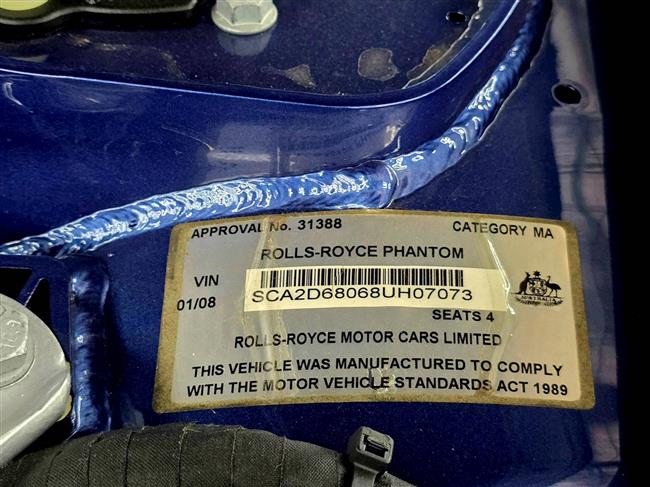 APPROVAL No. 31388 CATEGORY MA
ROLLS-ROYCE PHANTOM
VIN
01/08 SCA2D68068UH07073
AUSTRALIA
SEATS 4
ROLLS-ROYCE MOTOR CARS LIMITED
THIS VEHICLE WAS MANUFACTURED TO COMPLY
WITH THE MOTOR VEHICLE STANDARDS ACT 1989